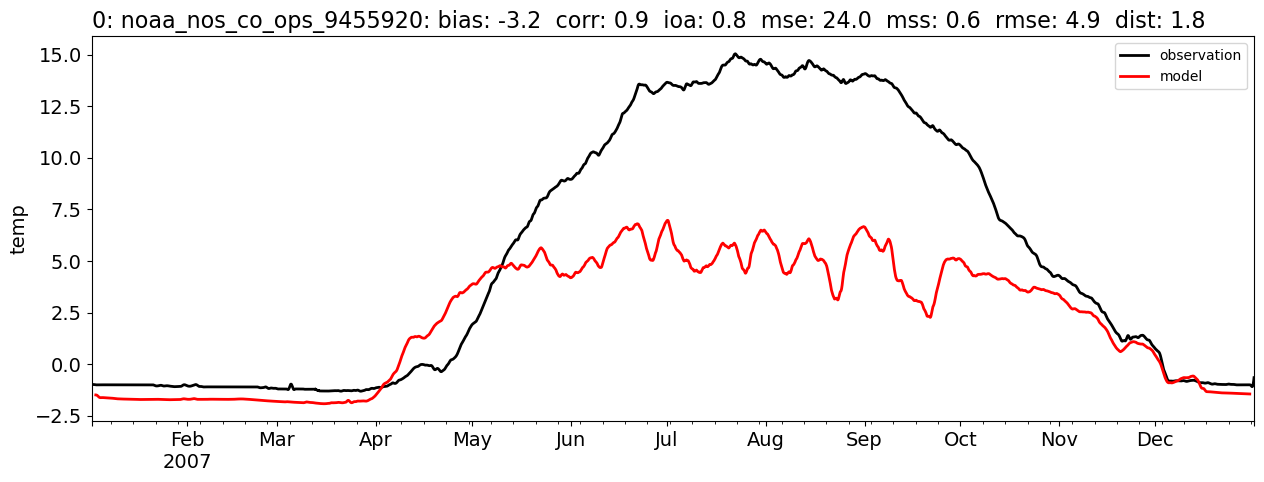 0: noaa_nos_co_ops_9455920: bias: -3.2  corr: 0.9  ioa: 0.8  mse: 24.0  mss: 0.6  rmse: 4.9  dist: 1.8
observation
model
15.0
12.5
10.0
7.5
5.0
2.5
0.0
−2.5
temp
Feb Mar Apr May Jun Jul Aug Sep Oct Nov Dec
2007